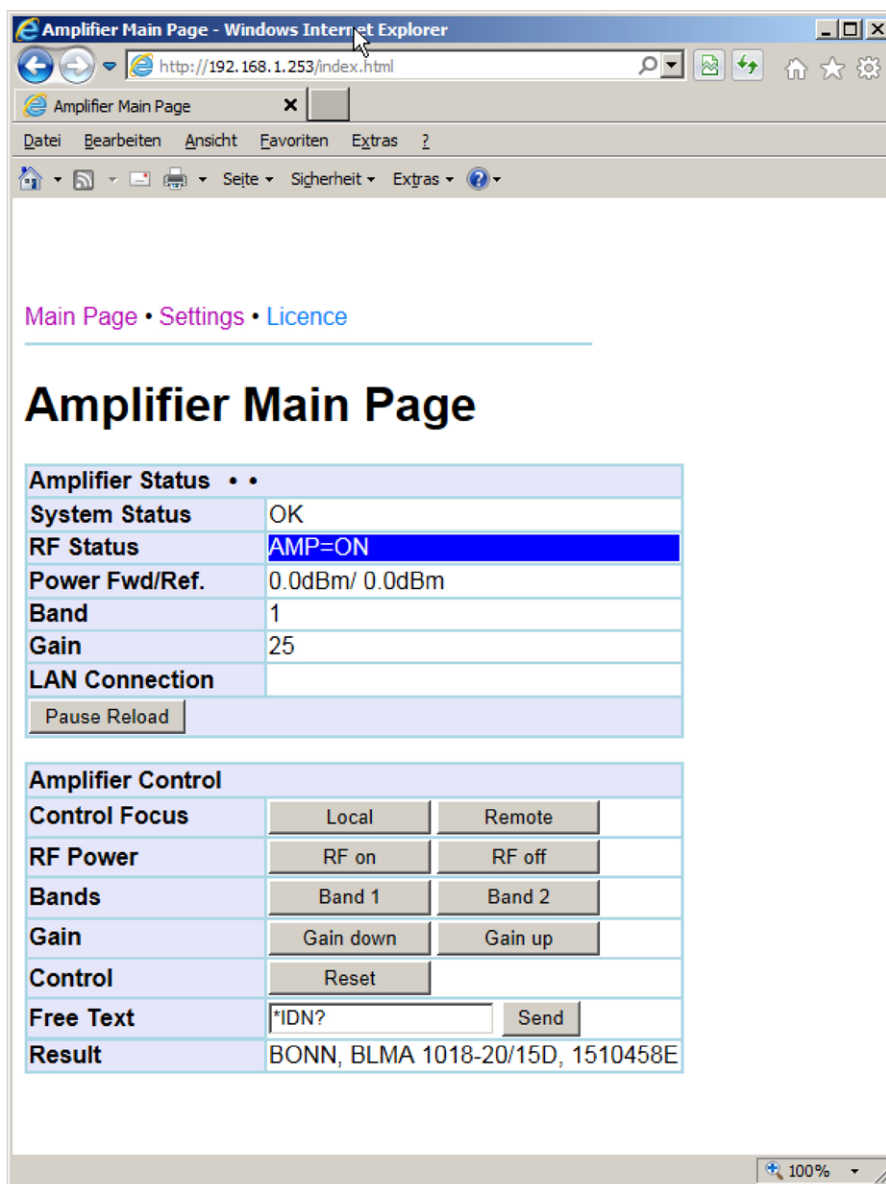 Amplifier Main Page - Windows Internet Explorer
http://192.168.1.253/index.html
Amplifier Main Page
Datei Bearbeiten Ansicht Favoriten Extras ?
Seite Sicherheit Extras
Main Page • Settings • Licence
Amplifier Main Page
Amplifier Status • •
System Status OK
RF Status AMP=ON
Power Fwd/Ref. 0.0dBm/ 0.0dBm
Band 1
Gain 25
LAN Connection
Pause Reload
Amplifier Control
Control Focus Local Remote
RF Power RF on RF off
Bands Band 1 Band 2
Gain Gain down Gain up
Control Reset
Free Text *IDN? Send
Result BONN, BLMA 1018-20/15D, 1510458E
100%